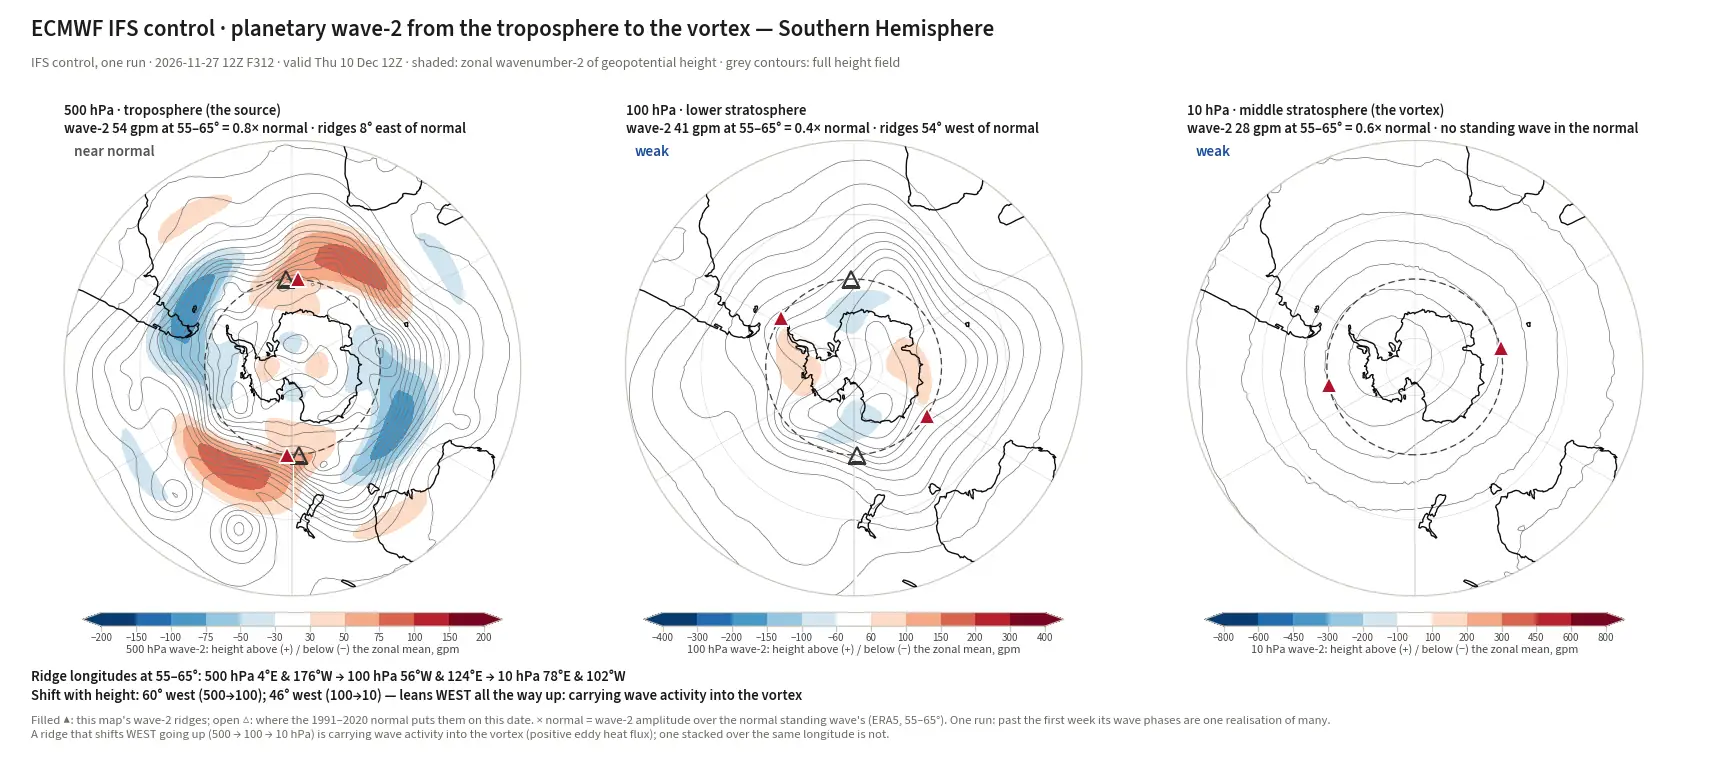 ECMWF IFS control · planetary wave-2 from the troposphere to the vortex — Southern Hemisphere
IFS control, one run · 2026-11-27 12Z F312 · valid Thu 10 Dec 12Z · shaded: zonal wavenumber-2 of geopotential height · grey contours: full height field
500 hPa · troposphere (the source)
wave-2 54 gpm at 55–65° = 0.8× normal · ridges 8° east of normal
near normal
100 hPa · lower stratosphere
wave-2 41 gpm at 55–65° = 0.4× normal · ridges 54° west of normal
weak
10 hPa · middle stratosphere (the vortex)
wave-2 28 gpm at 55–65° = 0.6× normal · no standing wave in the normal
weak
−200 −150 −100 −75 −50 −30 30 50 75 100 150 200
500 hPa wave-2: height above (+) / below (−) the zonal mean, gpm
−400 −300 −200 −150 −100 −60 60 100 150 200 300 400
100 hPa wave-2: height above (+) / below (−) the zonal mean, gpm
−800 −600 −450 −300 −200 −100 100 200 300 450 600 800
10 hPa wave-2: height above (+) / below (−) the zonal mean, gpm
Ridge longitudes at 55–65°: 500 hPa 4°E & 176°W → 100 hPa 56°W & 124°E → 10 hPa 78°E & 102°W
Shift with height: 60° west (500→100); 46° west (100→10) — leans WEST all the way up: carrying wave activity into the vortex
Filled ▲: this map's wave-2 ridges; open △: where the 1991–2020 normal puts them on this date. × normal = wave-2 amplitude over the normal standing wave's (ERA5, 55–65°). One run: past the first week its wave phases are one realisation of many.
A ridge that shifts WEST going up (500 → 100 → 10 hPa) is carrying wave activity into the vortex (positive eddy heat flux); one stacked over the same longitude is not.